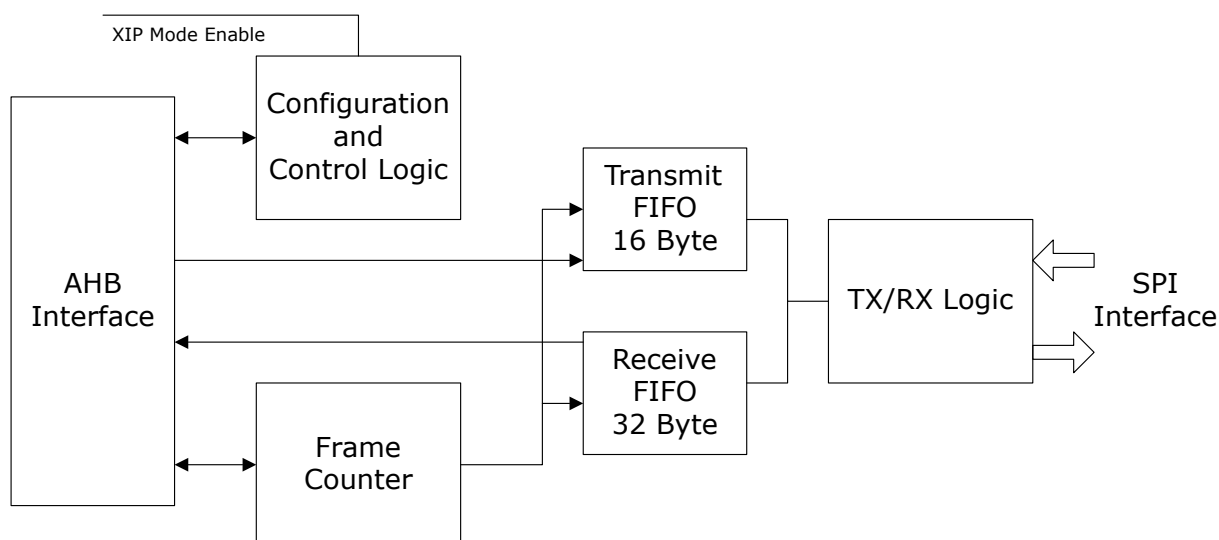 XIP Mode Enable
Configuration
and
Control Logic
AHB
Interface
Transmit
FIFO
16 Byte
Receive
FIFO
32 Byte
Frame
Counter
TX/RX Logic
SPI
Interface